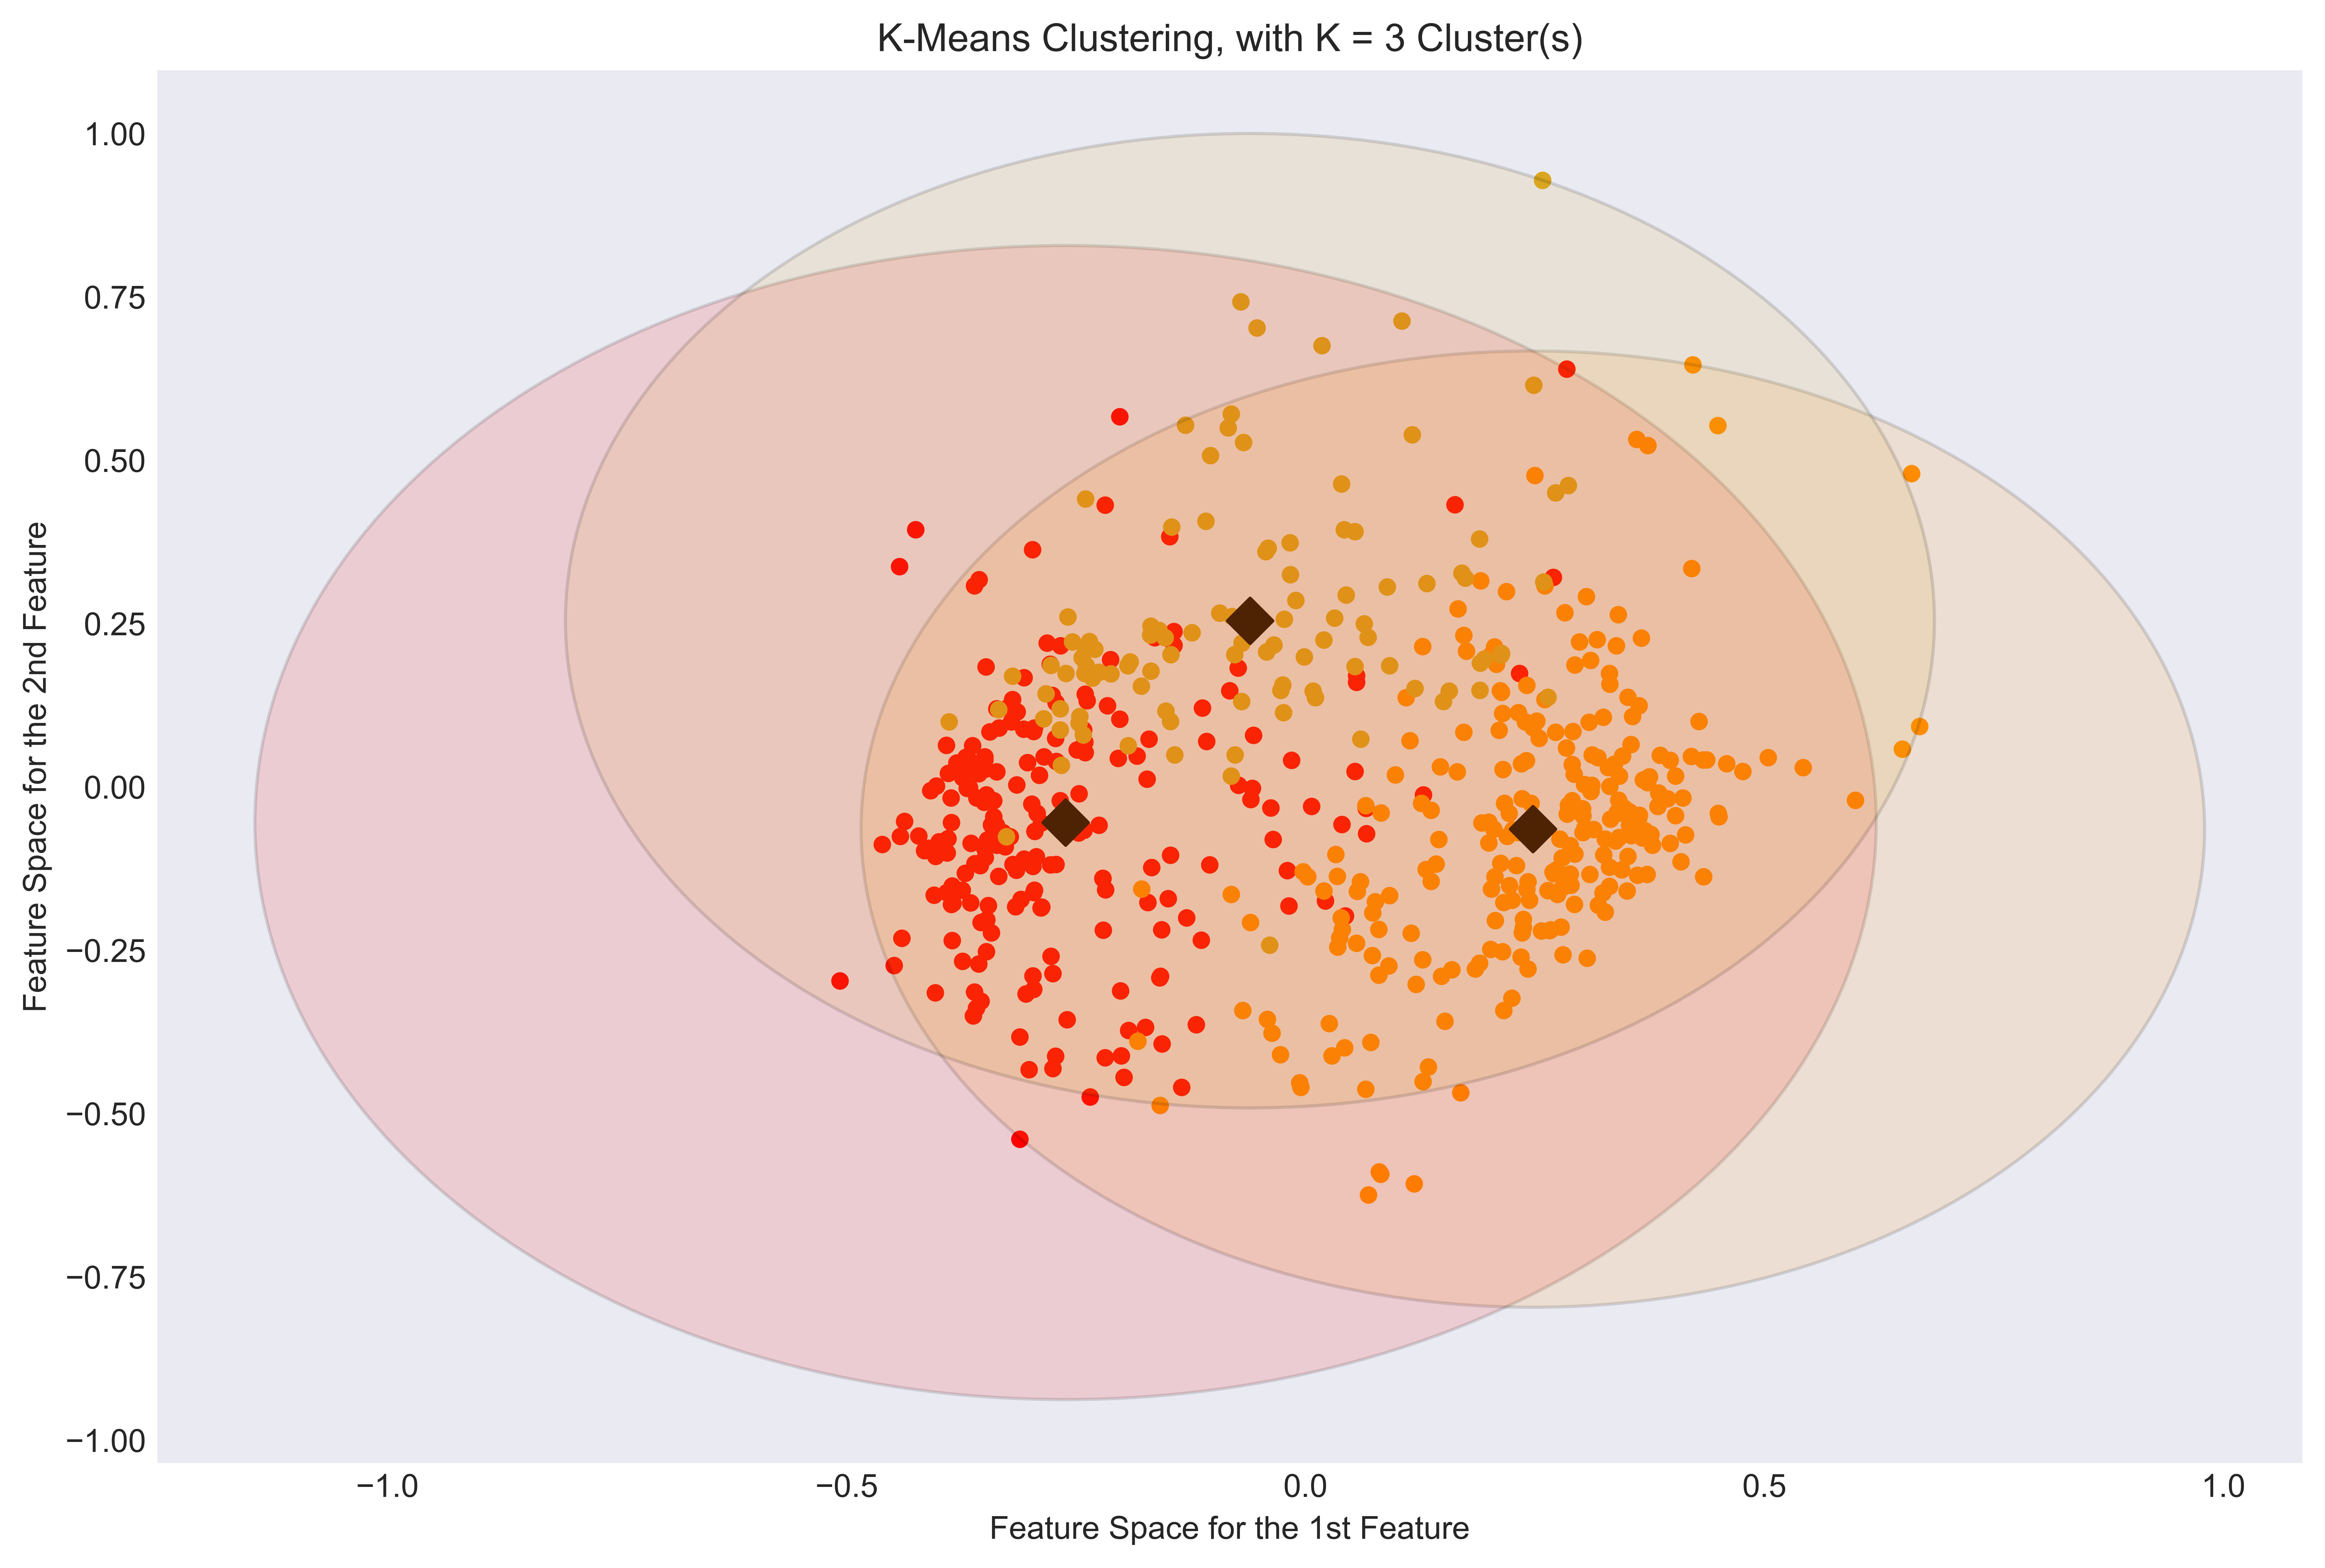 K-Means Clustering, with K = 3 Cluster(s)
1.00
0.75
0.50
0.25
0.00
−0.25
−0.50
−0.75
−1.00
Feature Space for the 2nd Feature
−1.0 −0.5 0.0 0.5 1.0
Feature Space for the 1st Feature